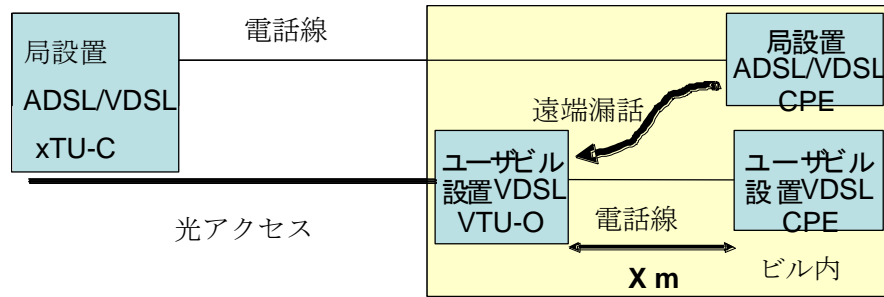 局設置
ADSL/VDSL
xTU-C
電話線
局設置
ADSL/VDSL
CPE
遠端漏話
ユーザビル
設置VDSL
VTU-O
ユーザビル
設置VDSL
CPE
光アクセス
電話線
X m
ビル内